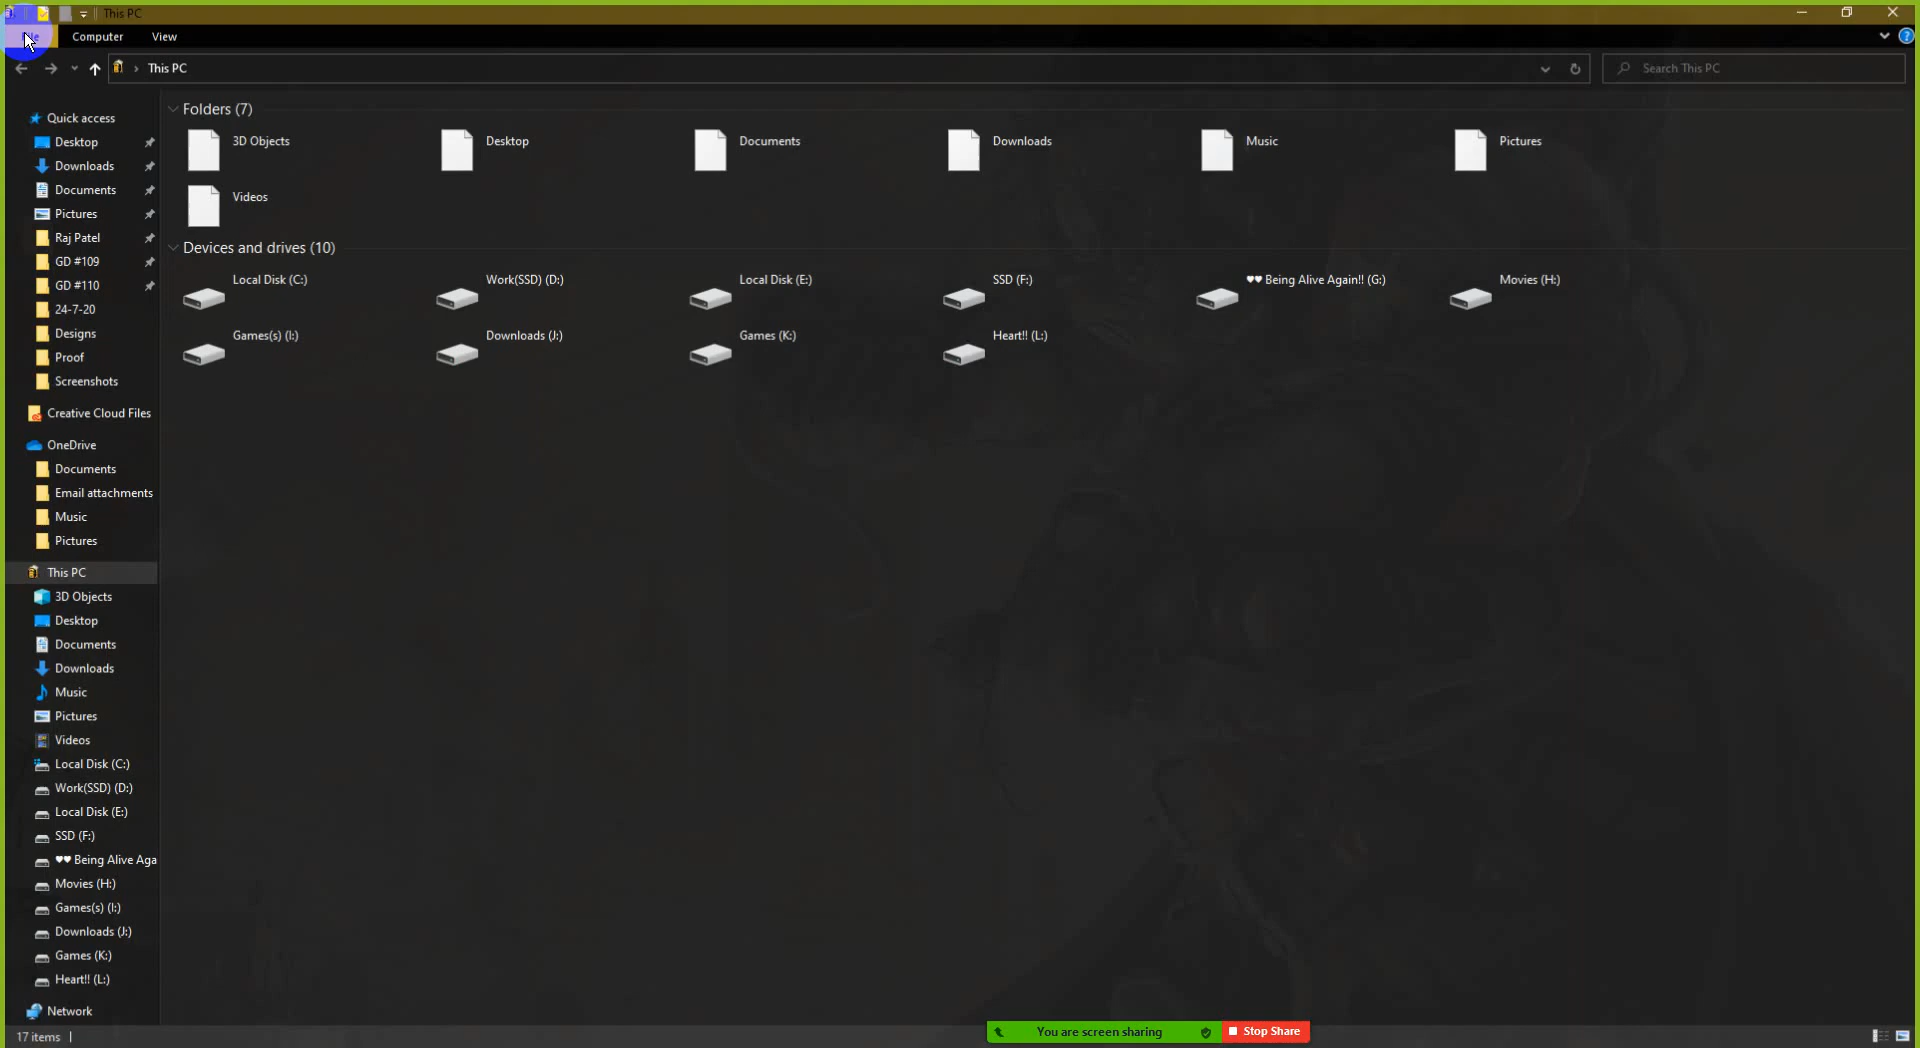 This PC
File
Computer
View
This PC
Search This PC
Quick access
Desktop
Downloads
Documents
Pictures
Raj Patel
GD #109
GD #110
24-7-20
Designs
Proof
Screenshots
Creative Cloud Files
OneDrive
Documents
Email attachments
Music
Pictures
This PC
3D Objects
Desktop
Documents
Downloads
Music
Pictures
Videos
Local Disk (C:)
Work(SSD) (D:)
Local Disk (E:)
SSD (F:)
♥♥ Being Alive Aga
Movies (H:)
Games(s) (I:)
Downloads (J:)
Games (K:)
Heart!! (L:)
Network
Folders (7)
3D Objects
Desktop
Documents
Downloads
Music
Pictures
Videos
Devices and drives (10)
Local Disk (C:)
Work(SSD) (D:)
Local Disk (E:)
SSD (F:)
♥♥ Being Alive Again!! (G:)
Movies (H:)
Games(s) (I:)
Downloads (J:)
Games (K:)
Heart!! (L:)
17 items
You are screen sharing
Stop Share